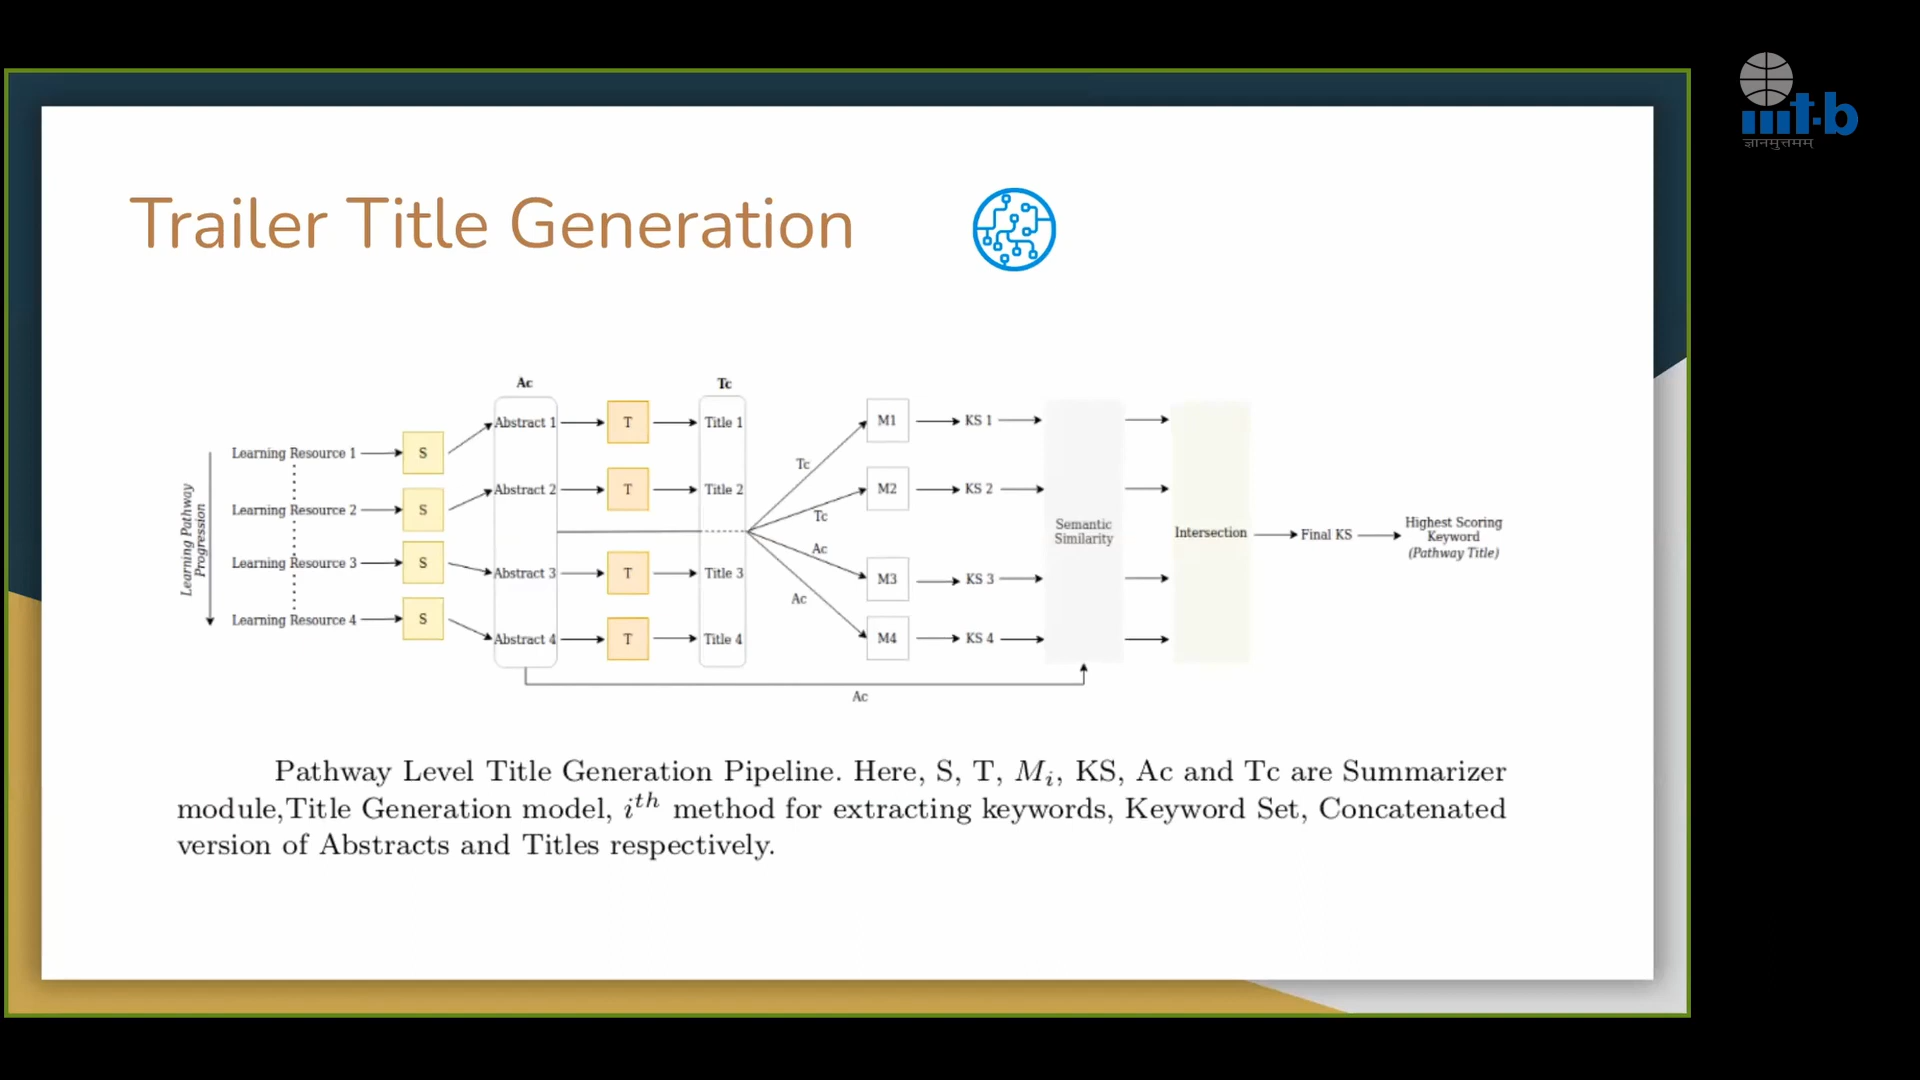 iiit-b
ज्ञानमुत्तमम्
Trailer Title Generation
Ac
Tc
Learning Pathway
Progression
Learning Resource 1
S
Abstract 1
T
Title 1
Learning Resource 2
S
Abstract 2
T
Title 2
Learning Resource 3
S
Abstract 3
T
Title 3
Learning Resource 4
S
Abstract 4
T
Title 4
Tc
Tc
Ac
Ac
M1
KS 1
M2
KS 2
M3
KS 3
M4
KS 4
Semantic
Similarity
Intersection
Final KS
Highest Scoring
Keyword
(Pathway Title)
Ac
Pathway Level Title Generation Pipeline. Here, S, T, Mi, KS, Ac and Tc are Summarizer
module,Title Generation model, ith method for extracting keywords, Keyword Set, Concatenated
version of Abstracts and Titles respectively.